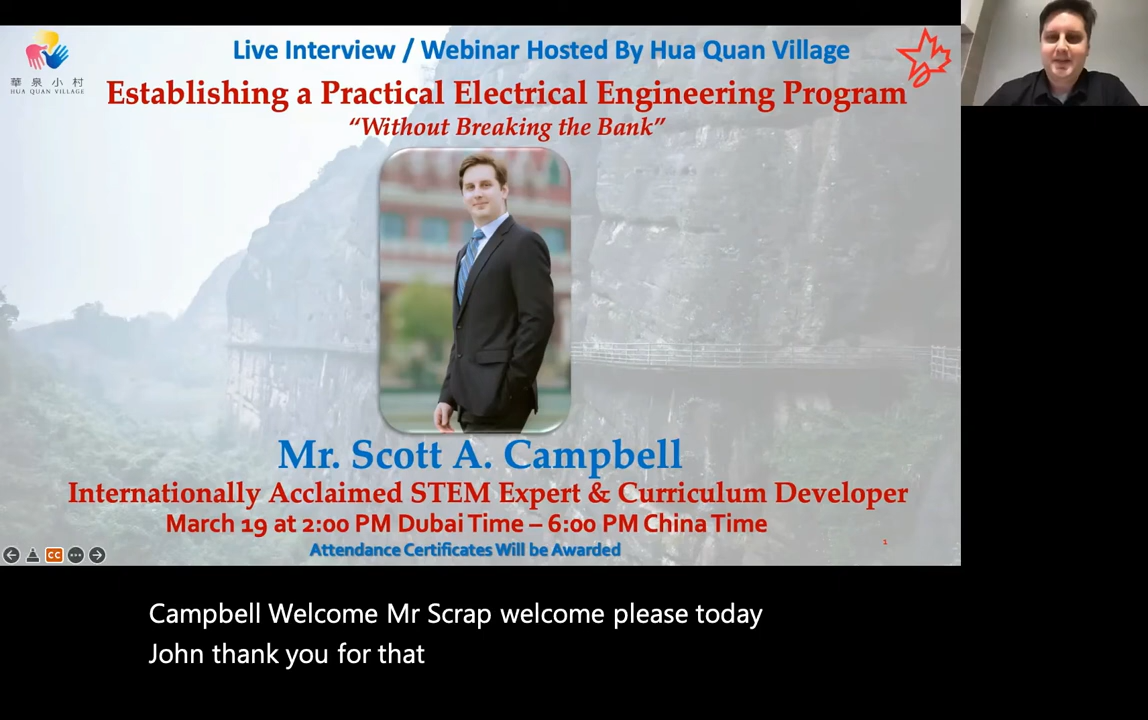 Live Interview / Webinar Hosted By Hua Quan Village
華泉小村
HUA QUAN VILLAGE
Establishing a Practical Electrical Engineering Program
“Without Breaking the Bank”
Mr. Scott A. Campbell
Internationally Acclaimed STEM Expert & Curriculum Developer
March 19 at 2:00 PM Dubai Time – 6:00 PM China Time
Attendance Certificates Will be Awarded
1
CC
Campbell Welcome Mr Scrap welcome please today
John thank you for that